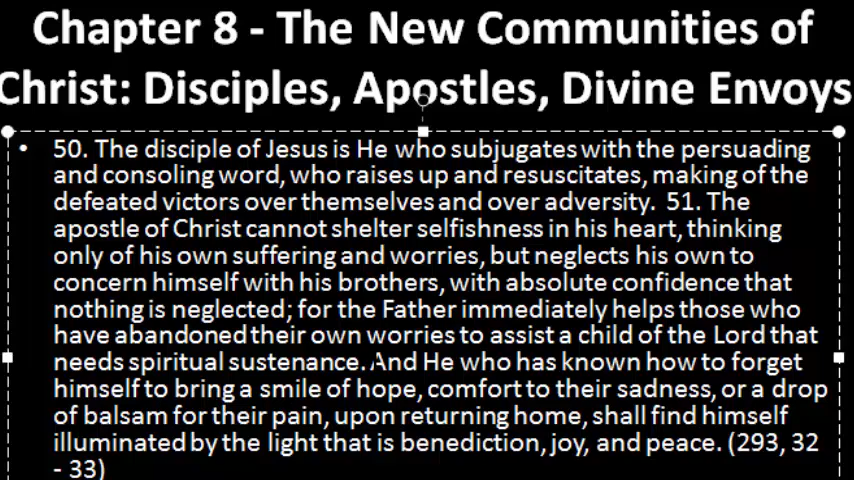 Chapter 8 - The New Communities of
Christ: Disciples, Apostles, Divine Envoys
• 50. The disciple of Jesus is He who subjugates with the persuading
and consoling word, who raises up and resuscitates, making of the
defeated victors over themselves and over adversity. 51. The
apostle of Christ cannot shelter selfishness in his heart, thinking
only of his own suffering and worries, but neglects his own to
concern himself with his brothers, with absolute confidence that
nothing is neglected; for the Father immediately helps those who
have abandoned their own worries to assist a child of the Lord that
needs spiritual sustenance. And He who has known how to forget
himself to bring a smile of hope, comfort to their sadness, or a drop
of balsam for their pain, upon returning home, shall find himself
illuminated by the light that is benediction, joy, and peace. (293, 32
- 33)